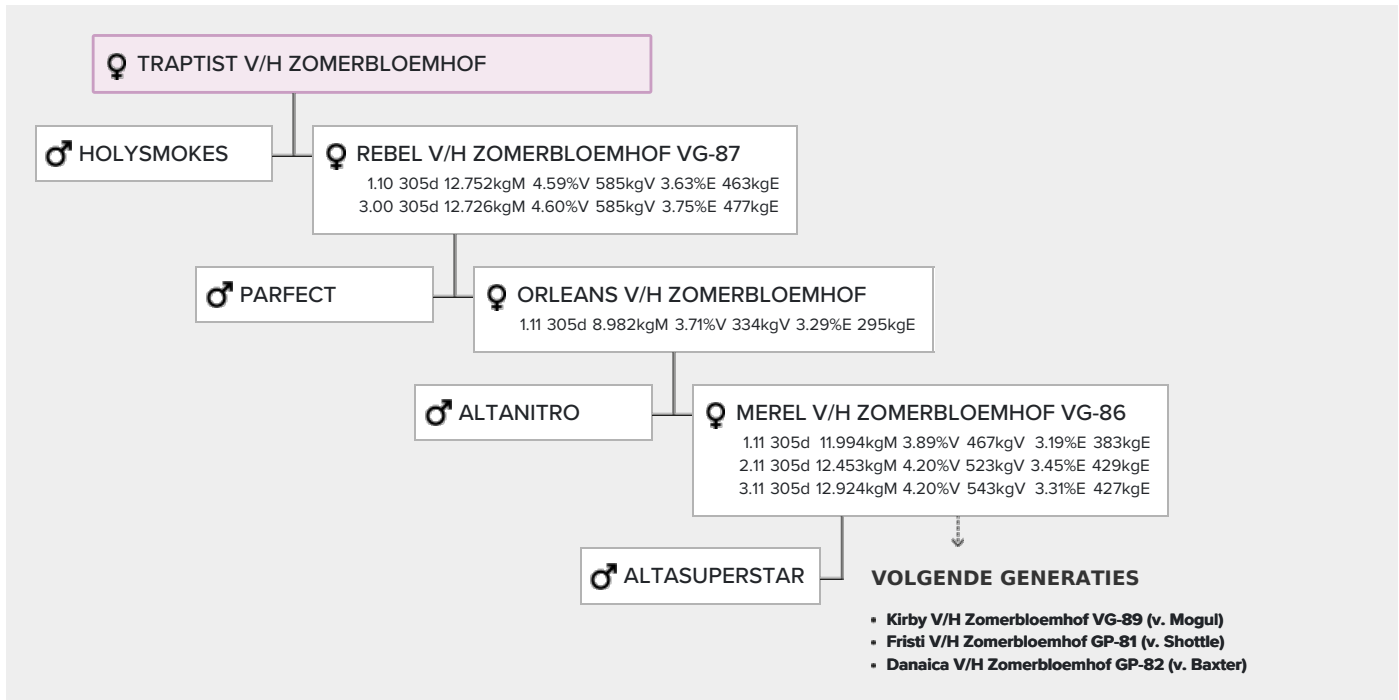 TRAPTIST V/H ZOMERBLOEMHOF
HOLYSMOKES
REBEL V/H ZOMERBLOEMHOF VG-87
1.10 305d 12.752kgM 4.59%V 585kgV 3.63%E 463kgE
3.00 305d 12.726kgM 4.60%V 585kgV 3.75%E 477kgE
PARFECT
ORLEANS V/H ZOMERBLOEMHOF
1.11 305d 8.982kgM 3.71%V 334kgV 3.29%E 295kgE
ALTANITRO
MEREL V/H ZOMERBLOEMHOF VG-86
1.11 305d 11.994kgM 3.89%V 467kgV 3.19%E 383kgE
2.11 305d 12.453kgM 4.20%V 523kgV 3.45%E 429kgE
3.11 305d 12.924kgM 4.20%V 543kgV 3.31%E 427kgE
ALTASUPERSTAR
VOLGENDE GENERATIES
• Kirby V/H Zomerbloemhof VG-89 (v. Mogul)
• Fristi V/H Zomerbloemhof GP-81 (v. Shottle)
• Danaica V/H Zomerbloemhof GP-82 (v. Baxter)